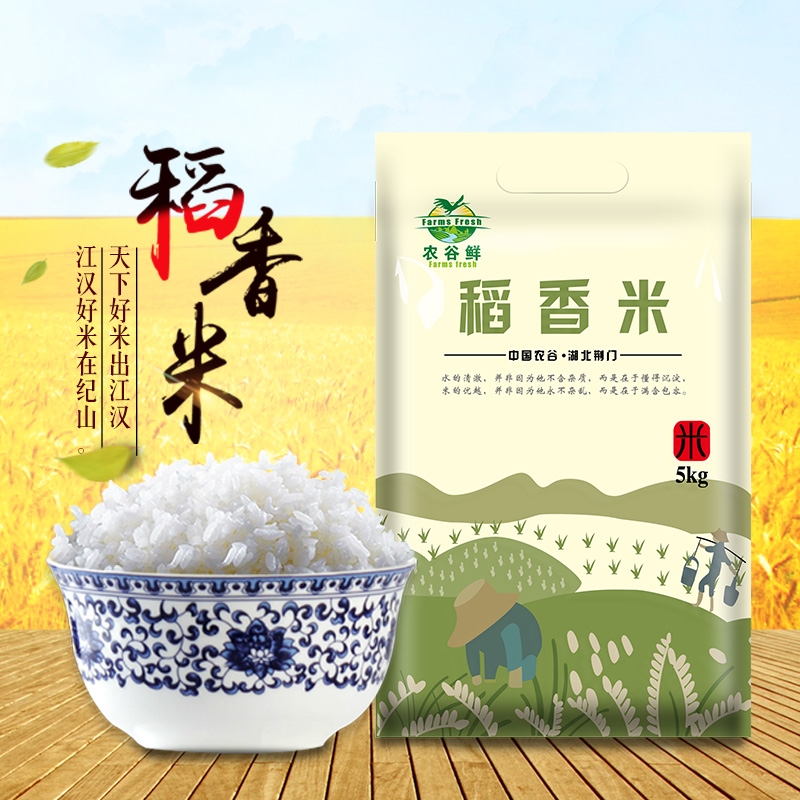 稻香米
天下好米出江汉
江汉好米在纪山。
Farms Fresh
农谷鲜
Farms fresh
稻香米
中国农谷·湖北荆门
水的清澈,并非因为他不含杂质,而是在于懂得沉淀,
米的优越,并非因为他永不杂乱,而是在于满含包容。
米
5kg